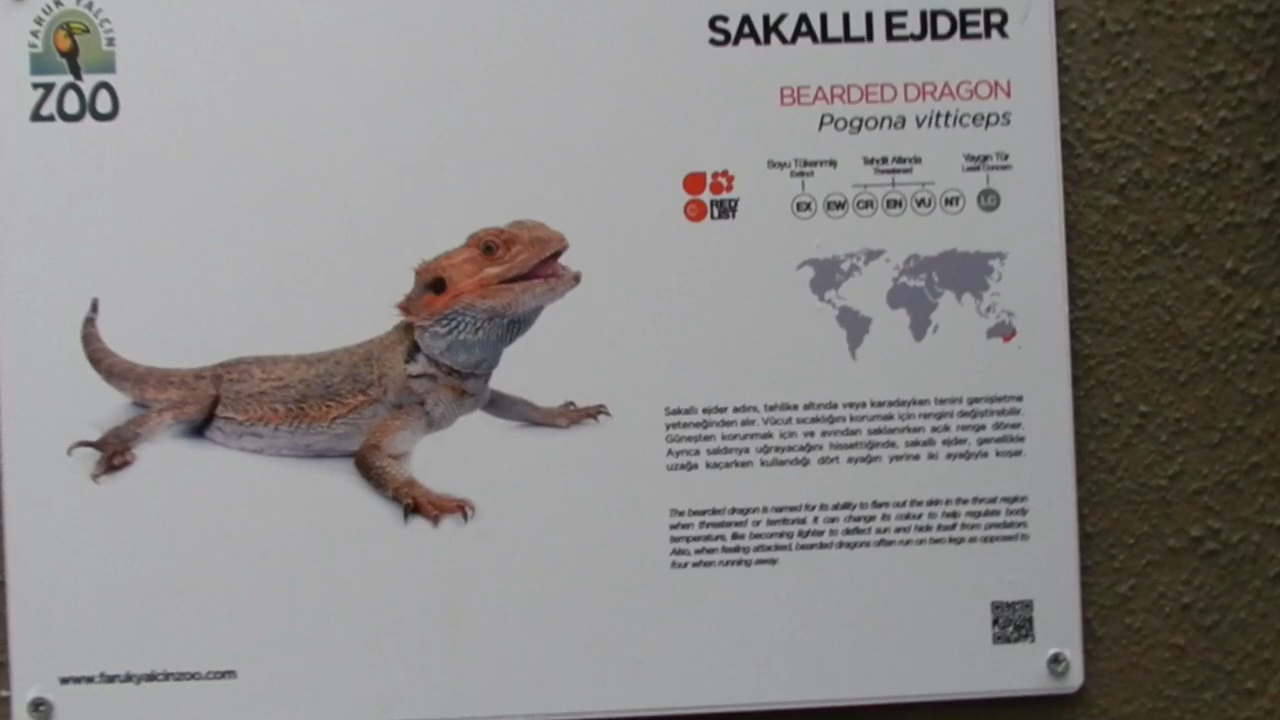 FARUK YALÇIN
ZOO
SAKALLI EJDER
BEARDED DRAGON
Pogona vitticeps
Soyu Tükenmiş
Extinct
Tehdit Altında
Threatened
Yaygın Tür
Least Concern
RED
LIST
EX EW CR EN VU NT LC
Sakallı ejder adını, tehlike altında veya karadayken tenini genişletme
yeteneğinden alır. Vücut sıcaklığını korumak için rengini değiştirebilir.
Güneşten korunmak için ve avından saklanırken açık renge döner.
Ayrıca saldırıya uğrayacağını hissettiğinde, sakallı ejder, genellikle
uzağa kaçarken kullandığı dört ayağın yerine iki ayağıyla koşar.
The bearded dragon is named for its ability to flare out the skin in the throat region
when threatened or territorial. It can change its colour to help regulate body
temperature, like becoming lighter to deflect sun and hide itself from predators.
Also, when feeling attacked, bearded dragons often run on two legs as opposed to
four when running away.
www.farukyalcinzoo.com